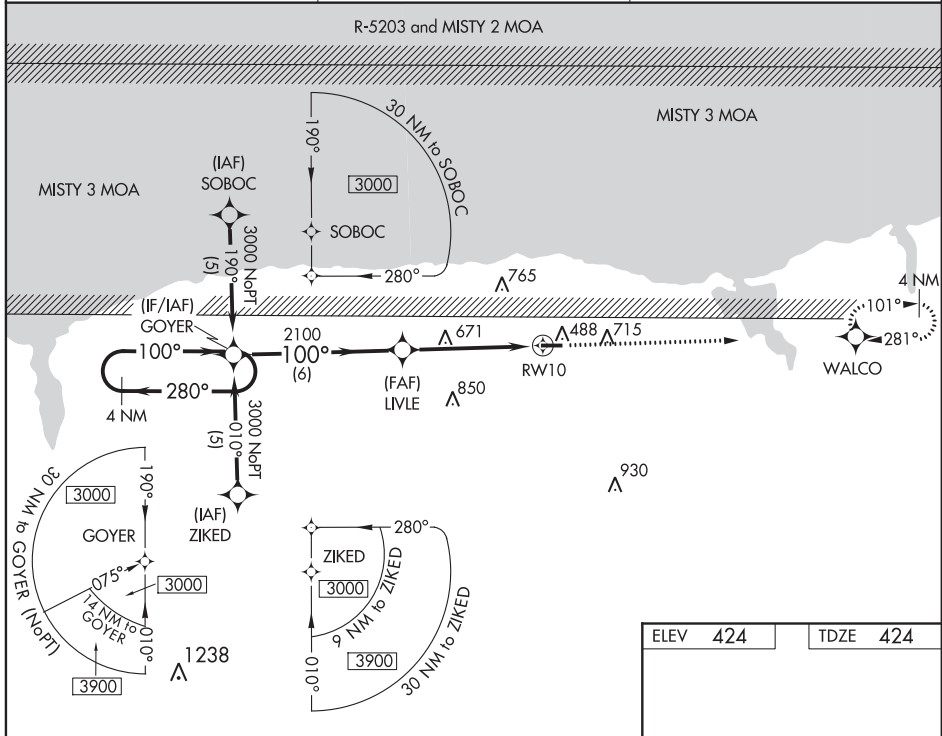 R-5203 and MISTY 2 MOA
MISTY 3 MOA
MISTY 3 MOA
30 NM to SOBOC
190°
3000
SOBOC
280°
(IAF)
SOBOC
3000 NoPT
190°
(5)
(IF/IAF)
GOYER
100°
280°
4 NM
2100
100°
(6)
(FAF)
LIVLE
765
671
850
488
715
RW10
930
4 NM
101°
281°
WALCO
3000 NoPT
010°
(5)
(IAF)
ZIKED
30 NM to GOYER (NoPT)
190°
3000
GOYER
075°
3000
14 NM to
GOYER
010°
3900
1238
280°
ZIKED
3000
9 NM to ZIKED
010°
3900
30 NM to ZIKED
ELEV 424
TDZE 424